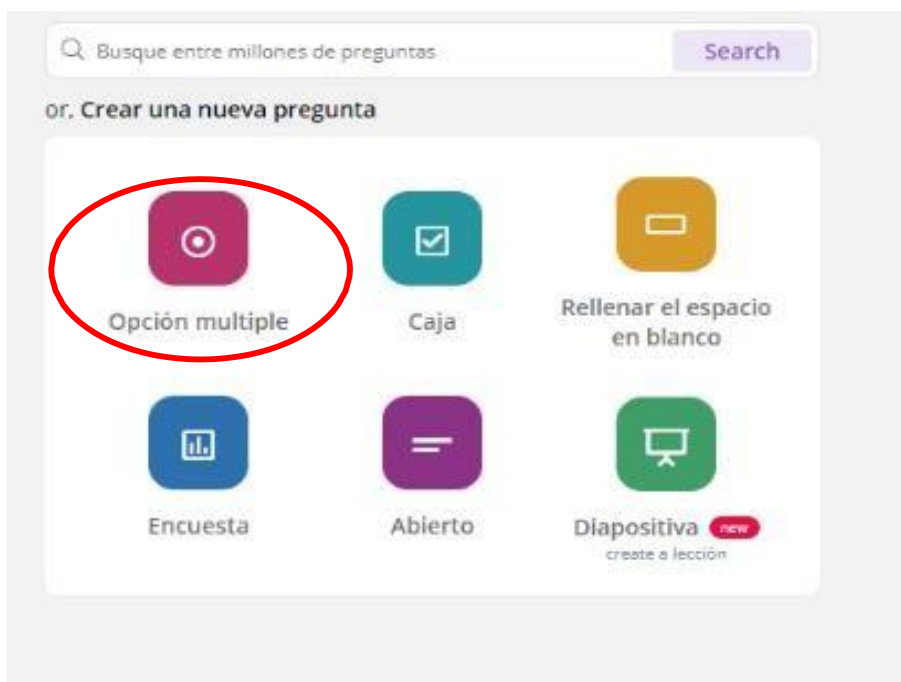 Busque entre millones de preguntas
Search
or. Crear una nueva pregunta
Opción multiple
Caja
Rellenar el espacio
en blanco
Encuesta
Abierto
Diapositiva new
create a lección